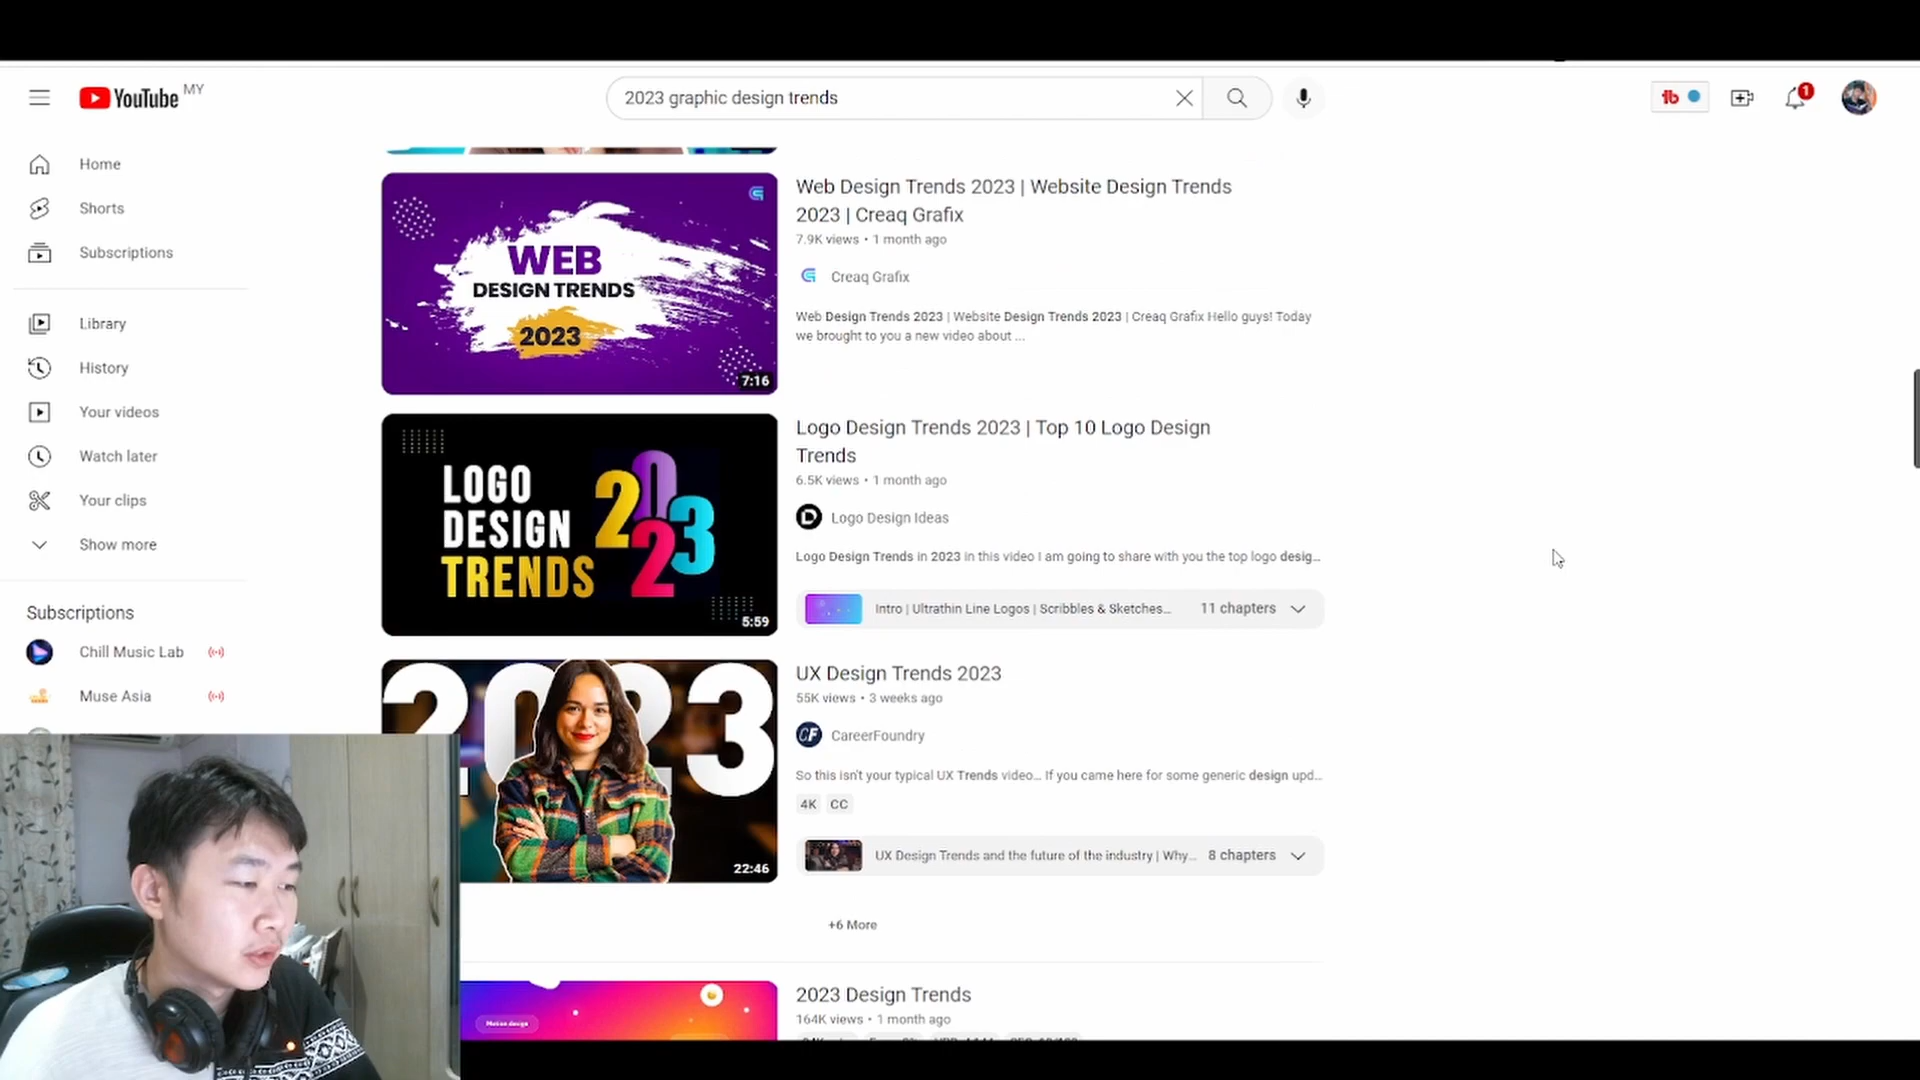 YouTube MY
2023 graphic design trends
tb
1
Home
Shorts
Subscriptions
Library
History
Your videos
Watch later
Your clips
Show more
Subscriptions
Chill Music Lab
Muse Asia
WEB
DESIGN TRENDS
2023
7:16
Web Design Trends 2023 | Website Design Trends
2023 | Creaq Grafix
7.9K views • 1 month ago
Creaq Grafix
Web Design Trends 2023 | Website Design Trends 2023 | Creaq Grafix Hello guys! Today
we brought to you a new video about ...
LOGO
DESIGN
TRENDS
2023
5:59
Logo Design Trends 2023 | Top 10 Logo Design
Trends
6.5K views • 1 month ago
Logo Design Ideas
Logo Design Trends in 2023 in this video I am going to share with you the top logo desig...
Intro | Ultrathin Line Logos | Scribbles & Sketches...
11 chapters
2023
22:46
UX Design Trends 2023
55K views • 3 weeks ago
CF
CareerFoundry
So this isn't your typical UX Trends video... If you came here for some generic design upd...
4K
CC
UX Design Trends and the future of the industry | Why...
8 chapters
+6 More
Motion design
2023 Design Trends
164K views • 1 month ago